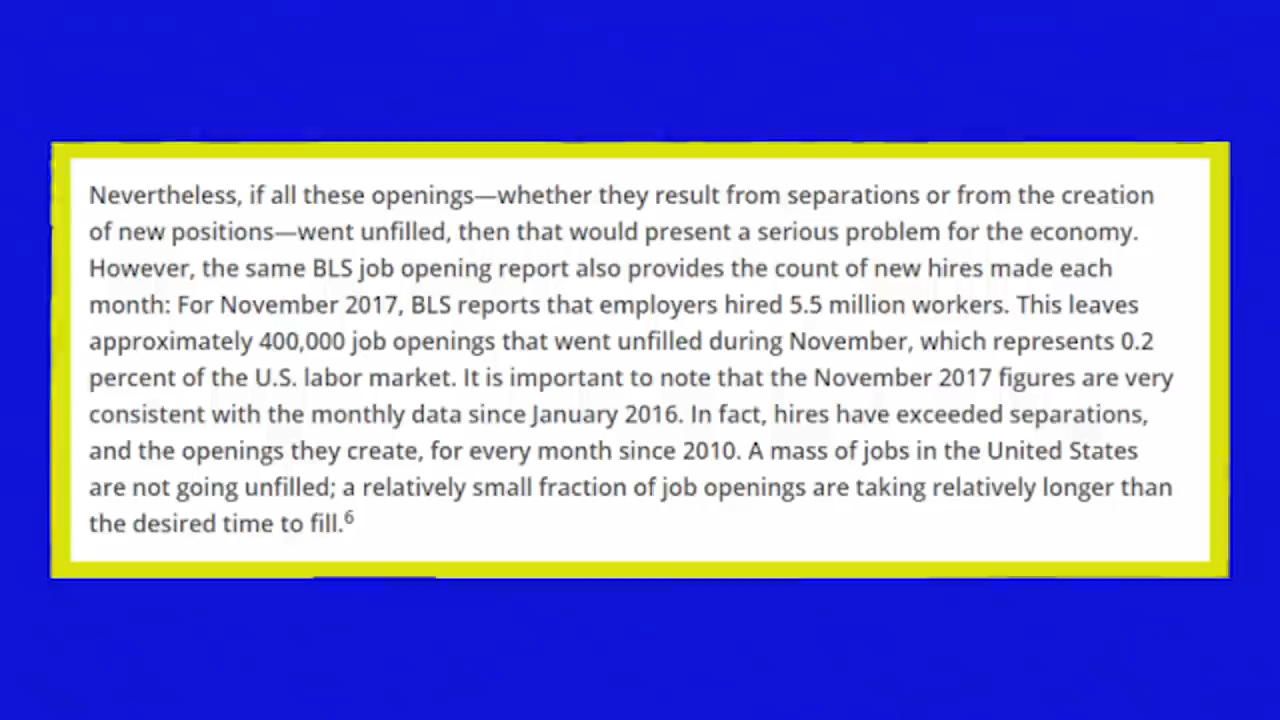 Nevertheless, if all these openings—whether they result from separations or from the creation
of new positions—went unfilled, then that would present a serious problem for the economy.
However, the same BLS job opening report also provides the count of new hires made each
month: For November 2017, BLS reports that employers hired 5.5 million workers. This leaves
approximately 400,000 job openings that went unfilled during November, which represents 0.2
percent of the U.S. labor market. It is important to note that the November 2017 figures are very
consistent with the monthly data since January 2016. In fact, hires have exceeded separations,
and the openings they create, for every month since 2010. A mass of jobs in the United States
are not going unfilled; a relatively small fraction of job openings are taking relatively longer than
the desired time to fill.⁶